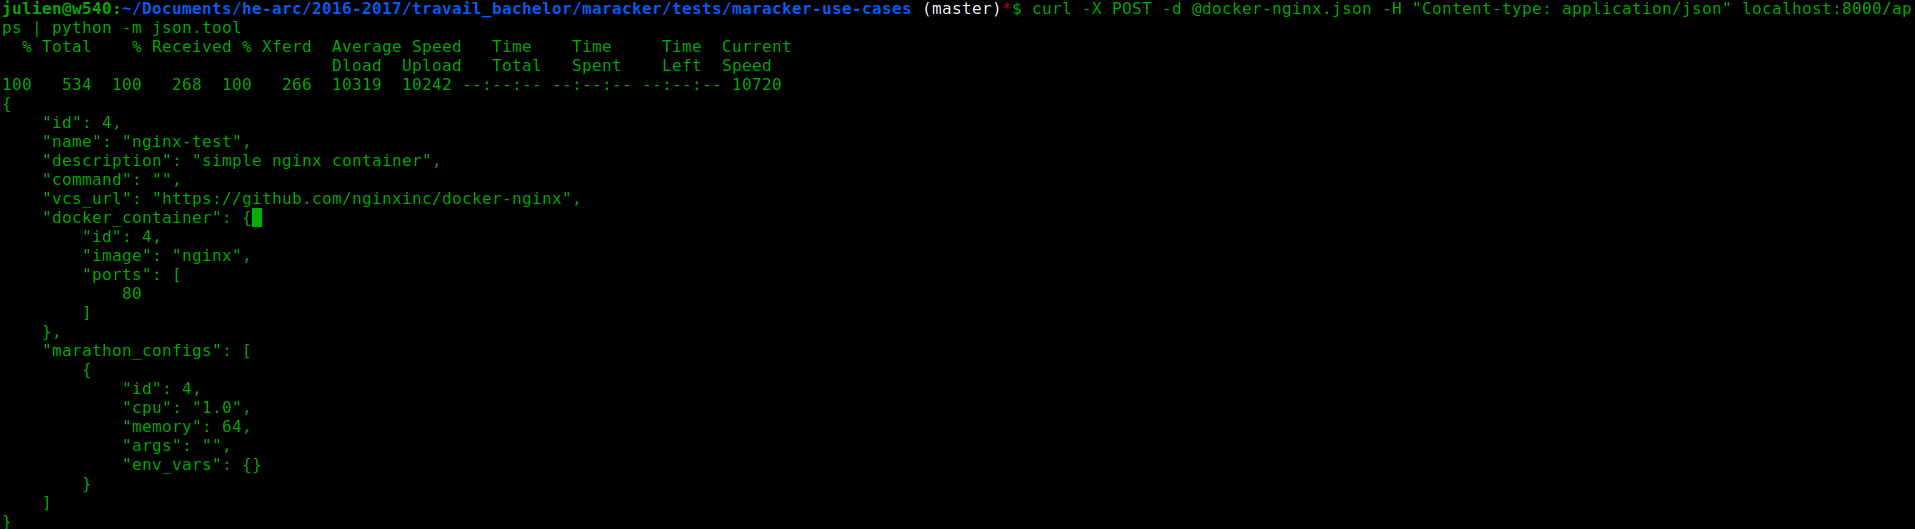 julien@w540:~/Documents/he-arc/2016-2017/travail_bachelor/maracker/tests/maracker-use-cases (master)*$ curl -X POST -d @docker-nginx.json -H "Content-type: application/json" localhost:8000/ap
ps | python -m json.tool
  % Total    % Received % Xferd  Average Speed   Time    Time     Time  Current
                                 Dload  Upload   Total   Spent    Left  Speed
100   534  100   268  100   266  10319  10242 --:--:-- --:--:-- --:--:-- 10720
{
    "id": 4,
    "name": "nginx-test",
    "description": "simple nginx container",
    "command": "",
    "vcs_url": "https://github.com/nginxinc/docker-nginx",
    "docker_container": {
        "id": 4,
        "image": "nginx",
        "ports": [
            80
        ]
    },
    "marathon_configs": [
        {
            "id": 4,
            "cpu": "1.0",
            "memory": 64,
            "args": "",
            "env_vars": {}
        }
    ]
}